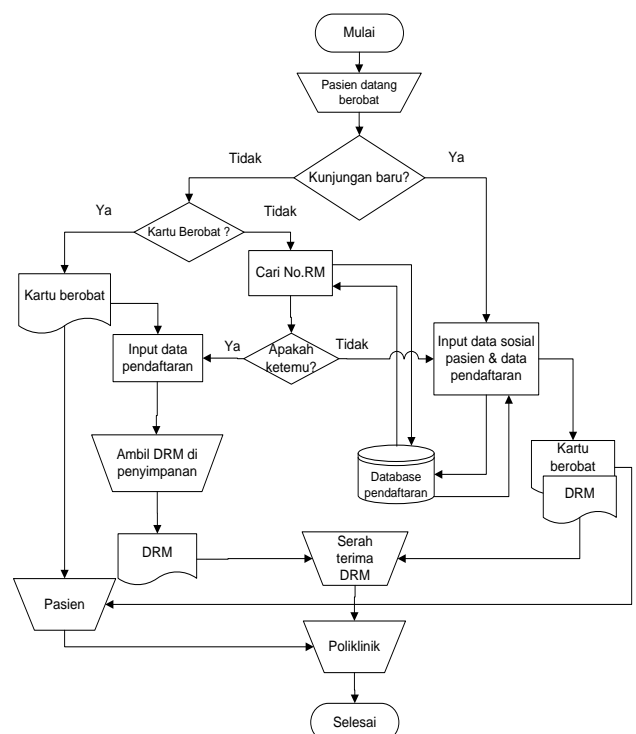 Mulai
Pasien datang
berobat
Tidak
Ya
Kunjungan baru?
Ya
Tidak
Kartu Berobat ?
Cari No.RM
Kartu berobat
Input data
pendaftaran
Ya
Apakah
ketemu?
Tidak
Input data sosial
pasien & data
pendaftaran
Ambil DRM di
penyimpanan
Database
pendaftaran
Kartu
berobat
DRM
DRM
Serah
terima
DRM
Pasien
Poliklinik
Selesai